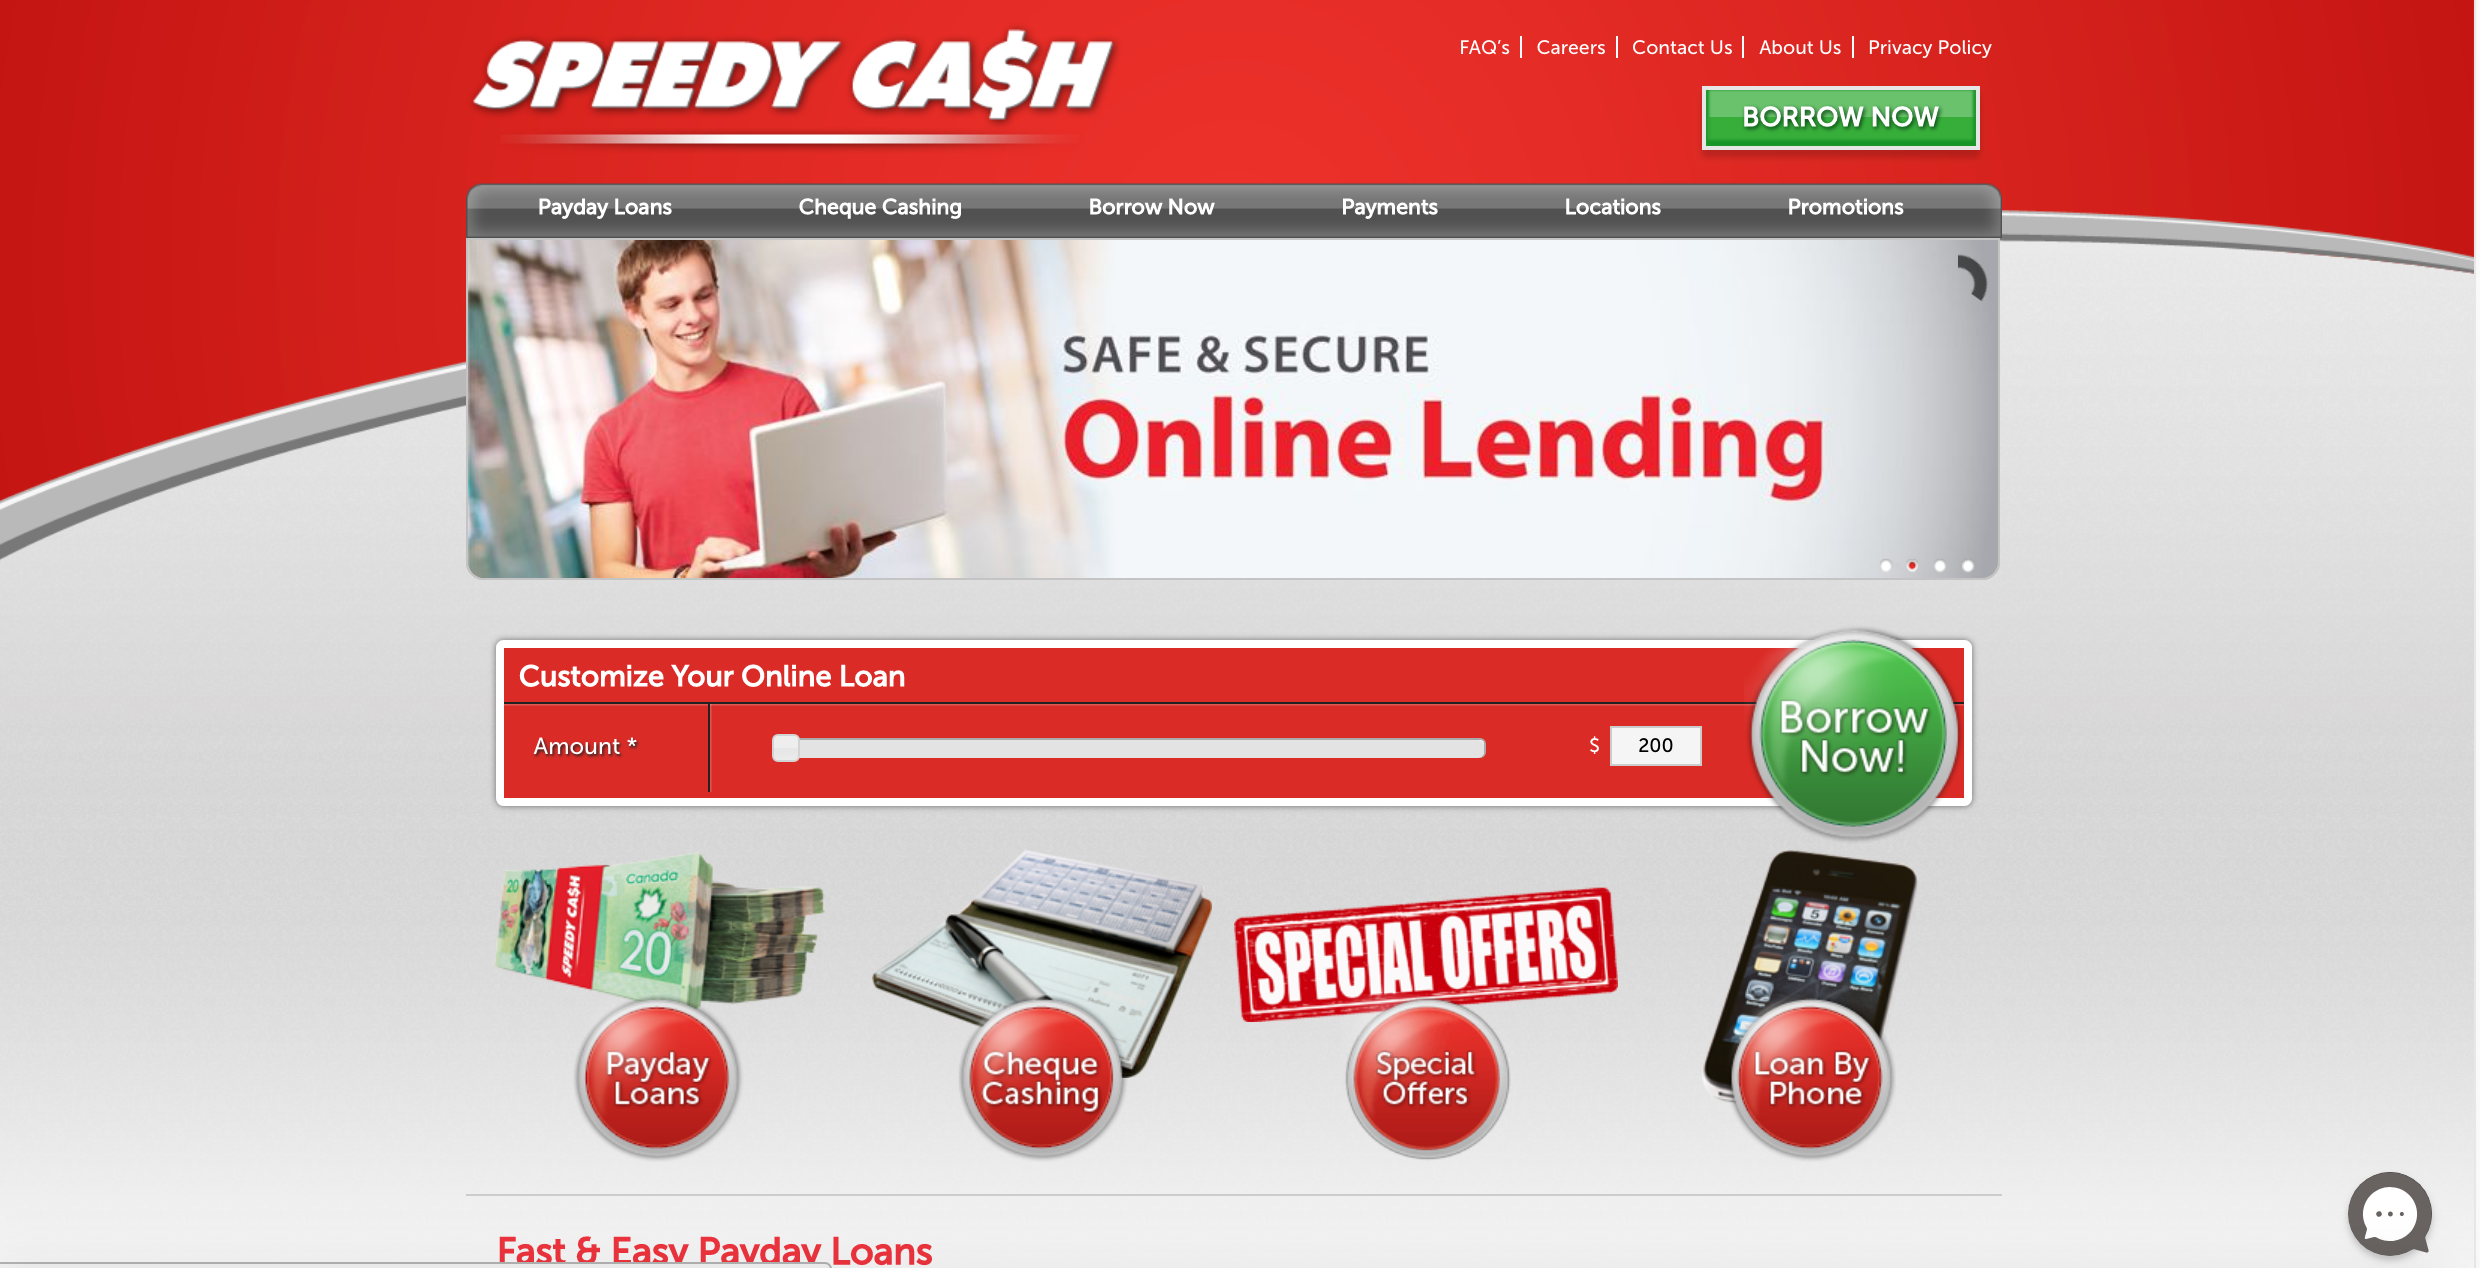 SPEEDY CA$H
FAQ's
Careers
Contact Us
About Us
Privacy Policy
BORROW NOW
Payday Loans
Cheque Cashing
Borrow Now
Payments
Locations
Promotions
SAFE & SECURE
Online Lending
Customize Your Online Loan
Amount *
$
200
Borrow
Now!
20
Canada
SPEEDY CA$H
20
SPECIAL OFFERS
Payday
Loans
Cheque
Cashing
Special
Offers
Loan By
Phone
Fast & Easy Payday Loans